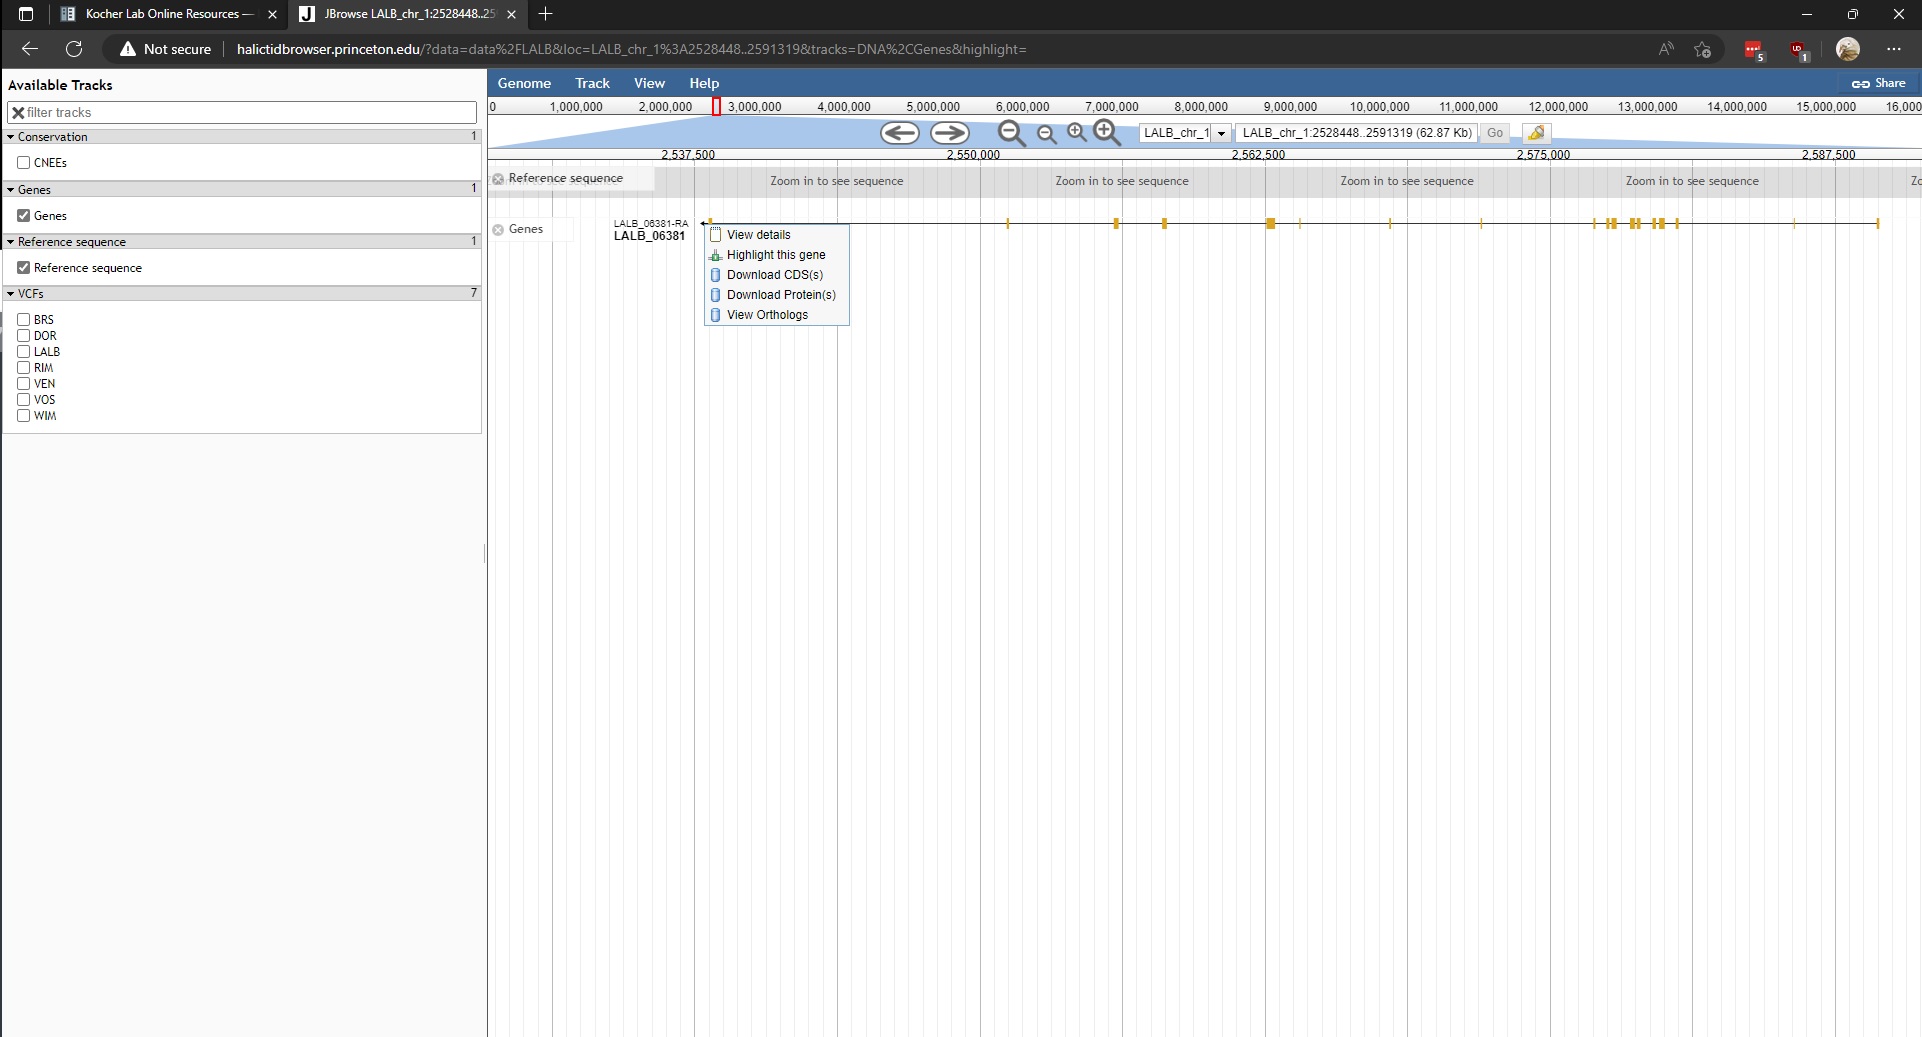 Kocher Lab Online Resources —
JBrowse LALB_chr_1:2528448..25
Not secure
halictidbrowser.princeton.edu/?data=data%2FLALB&loc=LALB_chr_1%3A2528448..2591319&tracks=DNA%2CGenes&highlight=
5
1
Available Tracks
filter tracks
Conservation 1
CNEEs
Genes 1
Genes
Reference sequence 1
Reference sequence
VCFs 7
BRS
DOR
LALB
RIM
VEN
VOS
WIM
Genome Track View Help Share
0 1,000,000 2,000,000 3,000,000 4,000,000 5,000,000 6,000,000 7,000,000 8,000,000 9,000,000 10,000,000 11,000,000 12,000,000 13,000,000 14,000,000 15,000,000 16,000
LALB_chr_1 LALB_chr_1:2528448..2591319 (62.87 Kb) Go
2,537,500 2,550,000 2,562,500 2,575,000 2,587,500
Reference sequence Zoom in to see sequence Zoom in to see sequence Zoom in to see sequence Zoom in to see sequence Zo
Genes
LALB_06381-RA
LALB_06381
View details
Highlight this gene
Download CDS(s)
Download Protein(s)
View Orthologs